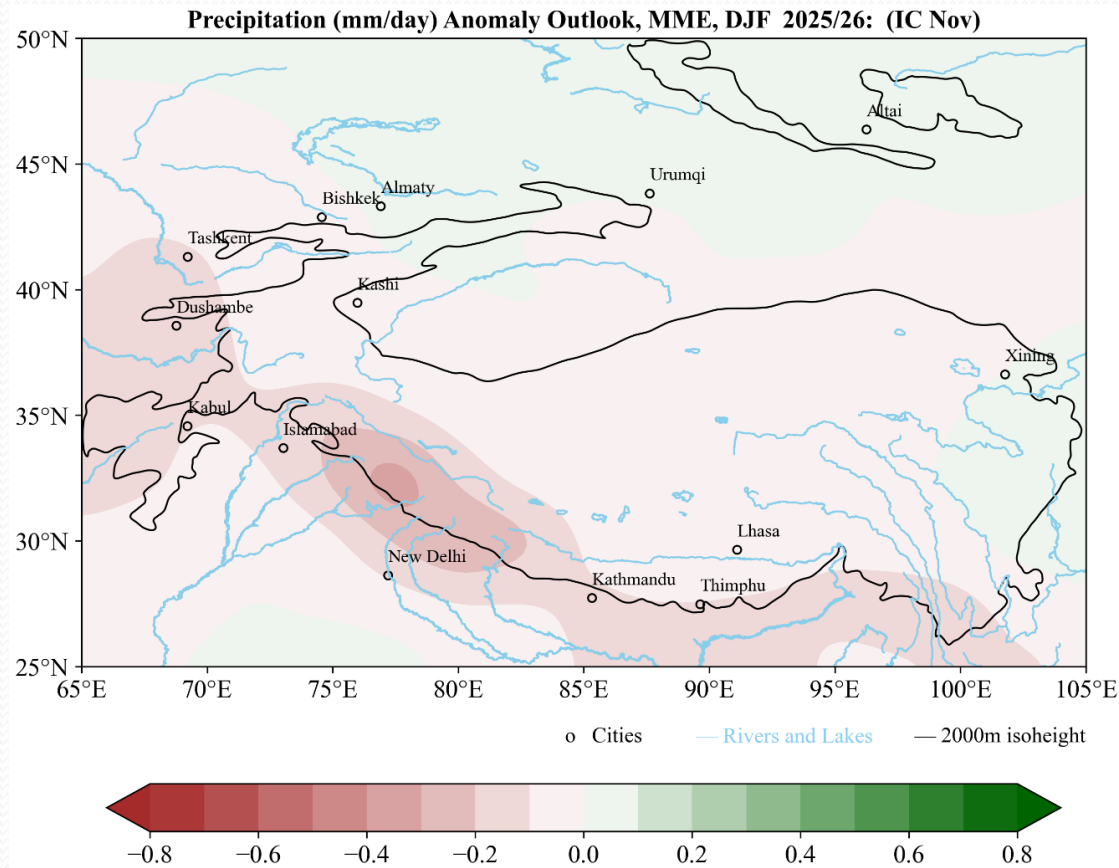 Precipitation (mm/day) Anomaly Outlook, MME, DJF  2025/26:  (IC Nov)
50°N
Altai
45°N
Urumqi
Almaty
Bishkek
Tashkent
40°N
Kashi
Dushambe
Xining
35°N
Kabul
Islamabad
30°N
Lhasa
New Delhi
Kathmandu
Thimphu
25°N
65°E 70°E 75°E 80°E 85°E 90°E 95°E 100°E 105°E
Cities Rivers and Lakes 2000m isoheight
−0.8 −0.6 −0.4 −0.2 0.0 0.2 0.4 0.6 0.8